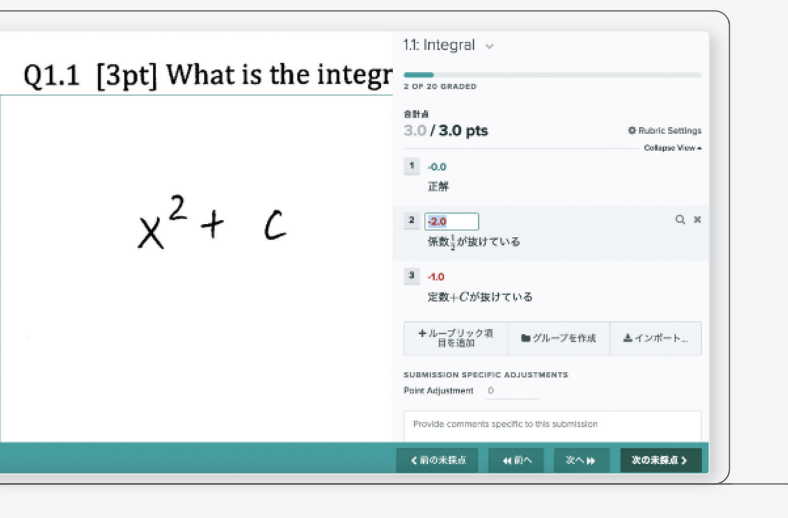 Q1.1 [3pt] What is the integr
x² + c
1.1: Integral
2 OF 20 GRADED
合計点
3.0 / 3.0 pts
Rubric Settings
Collapse View
1 -0.0
正解
2 -2.0
係数½が抜けている
3 -1.0
定数+Cが抜けている
+ルーブリック項目を追加
グループを作成
インポート...
SUBMISSION SPECIFIC ADJUSTMENTS
Point Adjustment 0
Provide comments specific to this submission
前の未採点
前へ
次へ
次の未採点